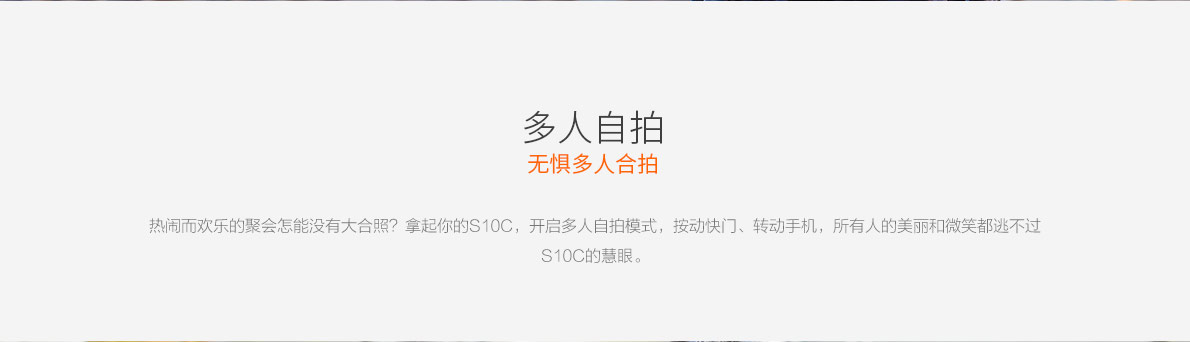 多人自拍
无惧多人合拍
热闹而欢乐的聚会怎能没有大合照？拿起你的S10C，开启多人自拍模式，按动快门、转动手机，所有人的美丽和微笑都逃不过
S10C的慧眼。